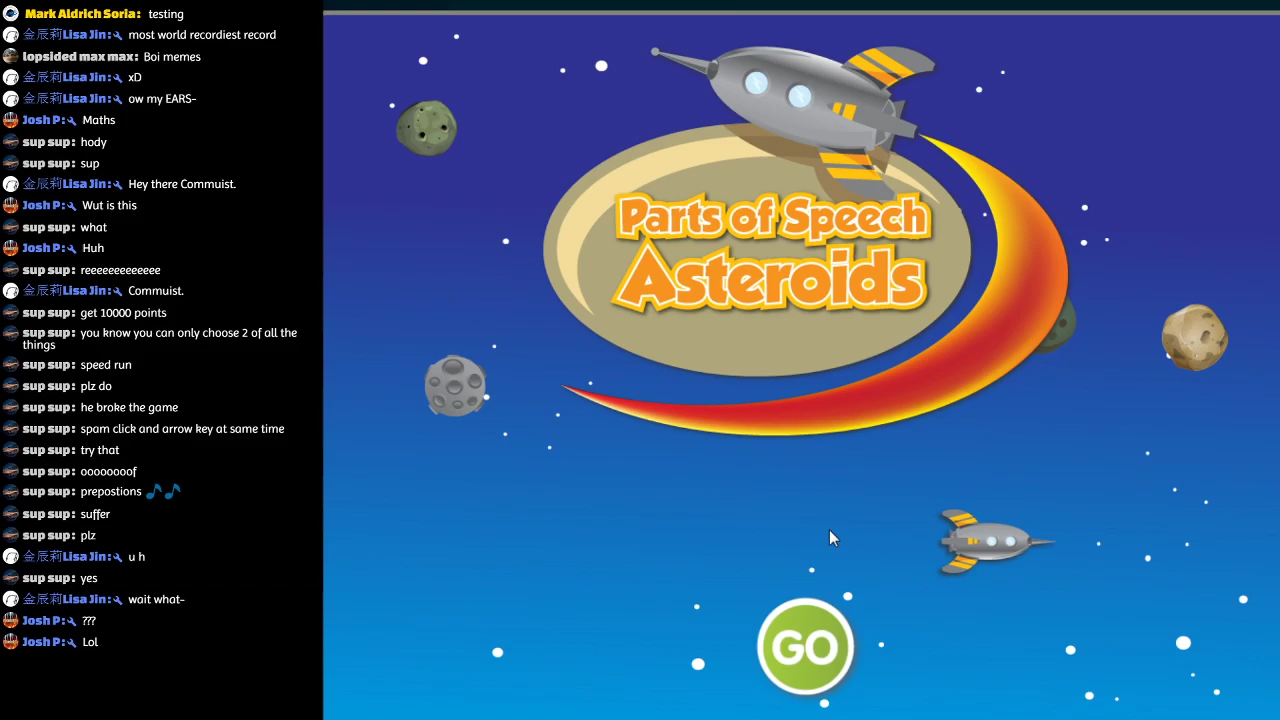 Mark Aldrich Soria: testing
金辰莉Lisa Jin: most world recordiest record
lopsided max max: Boi memes
金辰莉Lisa Jin: xD
金辰莉Lisa Jin: ow my EARS-
Josh P: Maths
sup sup: hody
sup sup: sup
金辰莉Lisa Jin: Hey there Commuist.
Josh P: Wut is this
sup sup: what
Josh P: Huh
sup sup: reeeeeeeeeeeee
金辰莉Lisa Jin: Commuist.
sup sup: get 10000 points
sup sup: you know you can only choose 2 of all the
things
sup sup: speed run
sup sup: plz do
sup sup: he broke the game
sup sup: spam click and arrow key at same time
sup sup: try that
sup sup: oooooooof
sup sup: prepostions 🎵🎵
sup sup: suffer
sup sup: plz
金辰莉Lisa Jin: u h
sup sup: yes
金辰莉Lisa Jin: wait what-
Josh P: ???
Josh P: Lol
Parts of Speech
Asteroids
GO